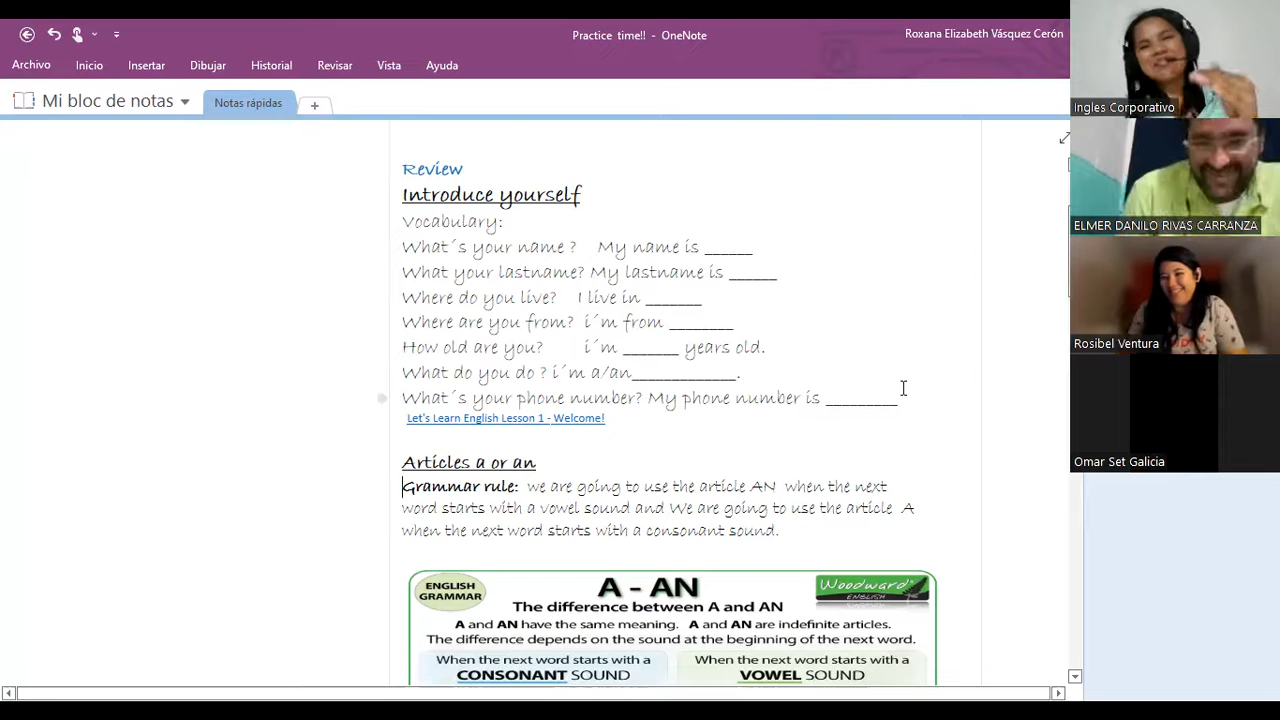 Practice time!! - OneNote
Roxana Elizabeth Vásquez Cerón
Archivo Inicio Insertar Dibujar Historial Revisar Vista Ayuda
Mi bloc de notas Notas rápidas +
Review
Introduce yourself
Vocabulary:
What´s your name ? My name is ______
What your lastname? My lastname is ______
Where do you live? I live in _______
Where are you from? i´m from ________
How old are you? i´m _______ years old.
What do you do ? i´m a/an_____________.
What´s your phone number? My phone number is _________
Let's Learn English Lesson 1 - Welcome!
Articles a or an
Grammar rule: we are going to use the article AN when the next
word starts with a vowel sound and We are going to use the article A
when the next word starts with a consonant sound.
ENGLISH GRAMMAR
A - AN
Woodward ENGLISH
The difference between A and AN
A and AN have the same meaning. A and AN are indefinite articles.
The difference depends on the sound at the beginning of the next word.
When the next word starts with a
CONSONANT SOUND
When the next word starts with a
VOWEL SOUND
Ingles Corporativo
ELMER DANILO RIVAS CARRANZA
Rosibel Ventura
Omar Set Galicia